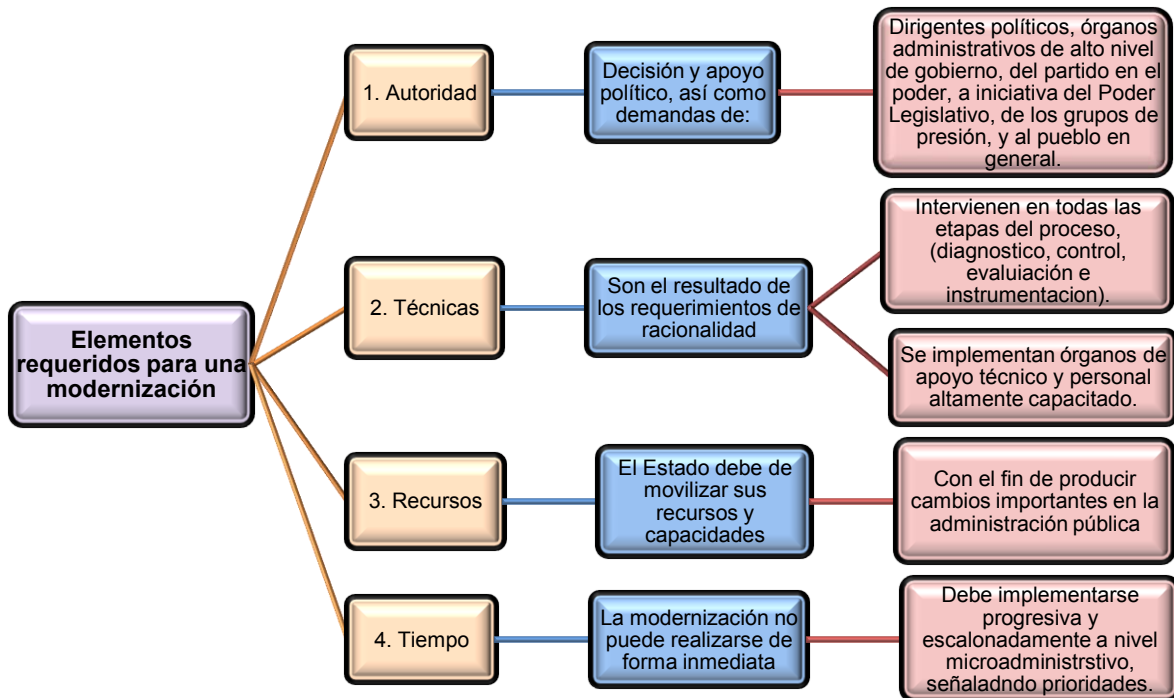 Elementos
requeridos para una
modernización
1. Autoridad
Decisión y apoyo
político, así como
demandas de:
Dirigentes políticos, órganos
administrativos de alto nivel
de gobierno, del partido en el
poder, a iniciativa del Poder
Legislativo, de los grupos de
presión, y al pueblo en
general.
2. Técnicas
Son el resultado de
los requerimientos de
racionalidad
Intervienen en todas las
etapas del proceso,
(diagnostico, control,
evaluiación e
instrumentacion).
Se implementan órganos de
apoyo técnico y personal
altamente capacitado.
3. Recursos
El Estado debe de
movilizar sus
recursos y
capacidades
Con el fin de producir
cambios importantes en la
administración pública
4. Tiempo
La modernización no
puede realizarse de
forma inmediata
Debe implementarse
progresiva y
escalonadamente a nivel
microadministrstivo,
señaladndo prioridades.